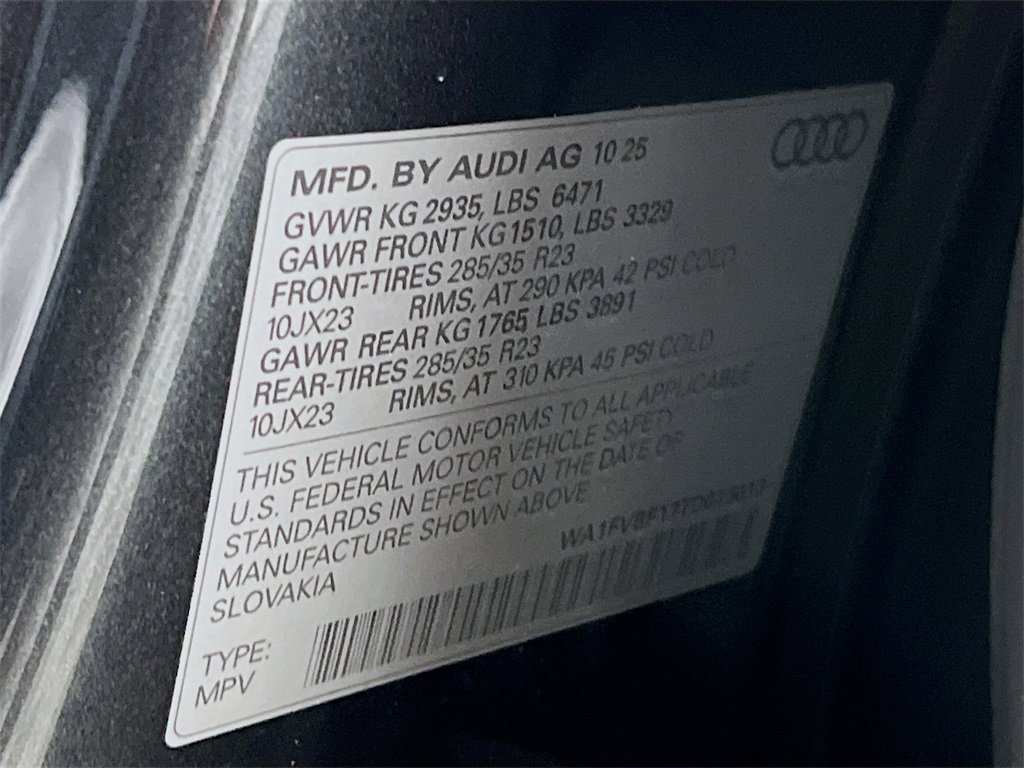 MFD. BY AUDI AG 10 25
GVWR KG 2935, LBS 6471
GAWR FRONT KG 1510, LBS 3329
FRONT-TIRES 285/35 R23
10JX23 RIMS, AT 290 KPA 42 PSI COLD
GAWR REAR KG 1765, LBS 3891
REAR-TIRES 285/35 R23
10JX23 RIMS, AT 310 KPA 45 PSI COLD
THIS VEHICLE CONFORMS TO ALL APPLICABLE
U.S. FEDERAL MOTOR VEHICLE SAFETY
STANDARDS IN EFFECT ON THE DATE OF
MANUFACTURE SHOWN ABOVE
SLOVAKIA
TYPE:
MPV